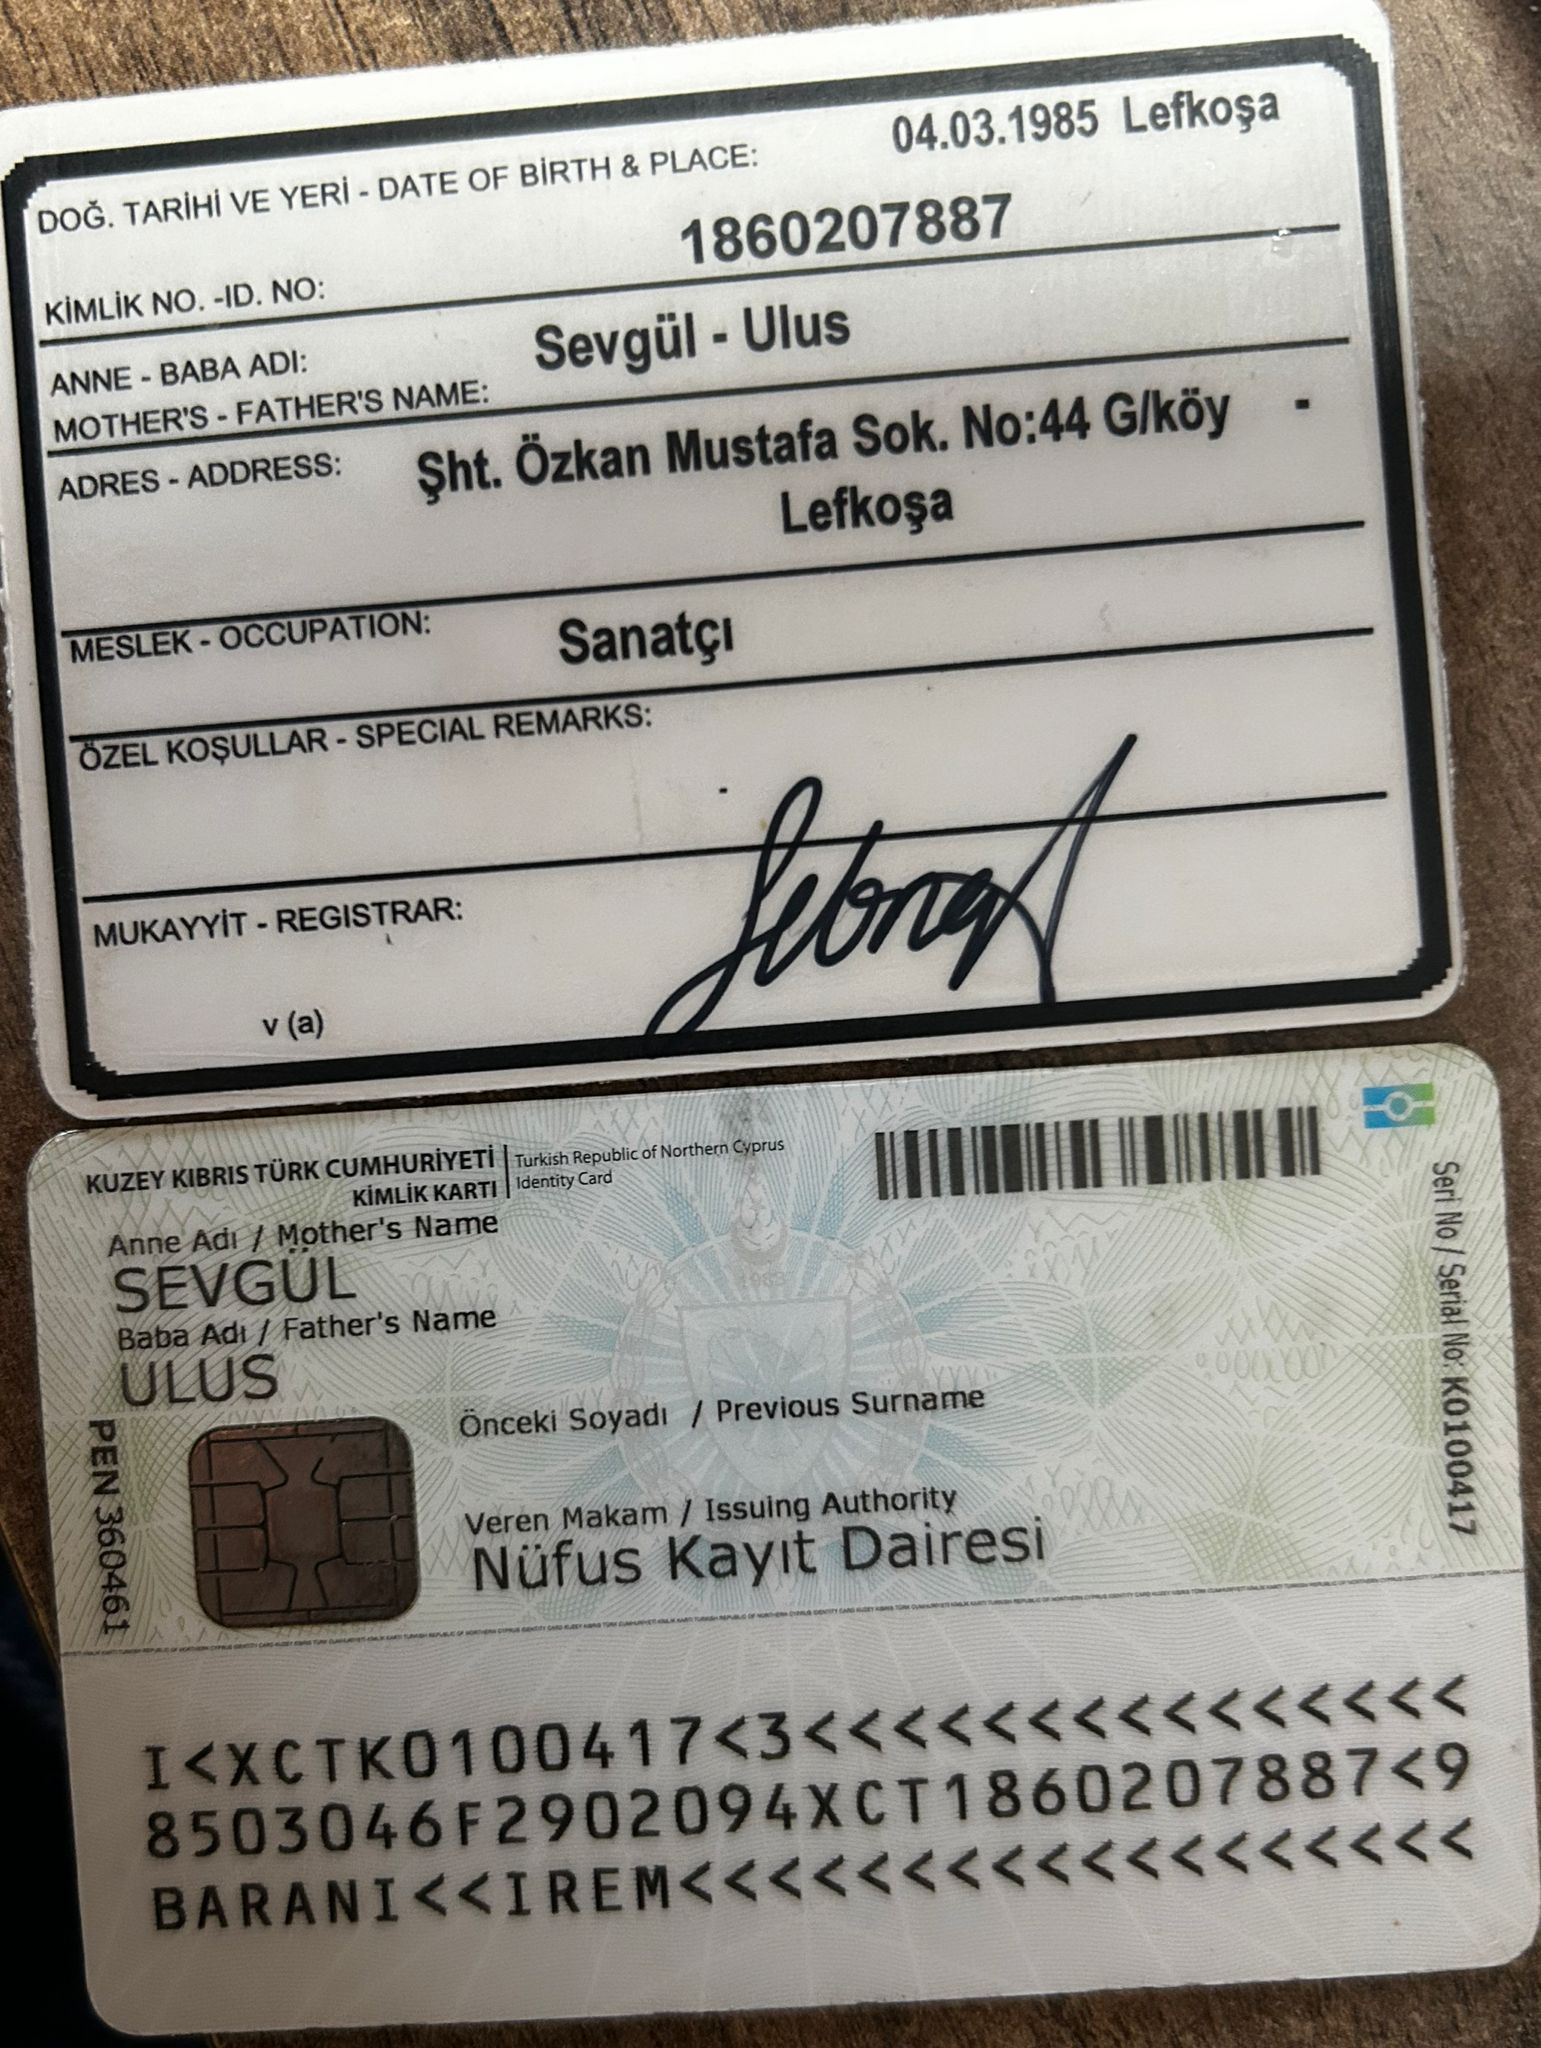 DOĞ. TARİHİ VE YERİ - DATE OF BİRTH & PLACE: 04.03.1985 Lefkoşa
KİMLİK NO. -ID. NO: 1860207887
ANNE - BABA ADI: Sevgül - Ulus
MOTHER'S - FATHER'S NAME:
ADRES - ADDRESS: Şht. Özkan Mustafa Sok. No:44 G/köy -
Lefkoşa
MESLEK - OCCUPATION: Sanatçı
ÖZEL KOŞULLAR - SPECIAL REMARKS:
-
MUKAYYİT - REGISTRAR:
v (a)
KUZEY KIBRIS TÜRK CUMHURİYETİ | Turkish Republic of Northern Cyprus
KİMLİK KARTI | Identity Card
Anne Adı / Mother's Name
SEVGÜL
Baba Adı / Father's Name
ULUS
Önceki Soyadı / Previous Surname
Veren Makam / Issuing Authority
Nüfus Kayıt Dairesi
PEN 360461
Seri No / Serial No: K0100417
1983
I<XCTK0100417<3<<<<<<<<<<<<<<<
8503046F2902094XCT1860207887<9
BARANI<<IREM<<<<<<<<<<<<<<<<<<